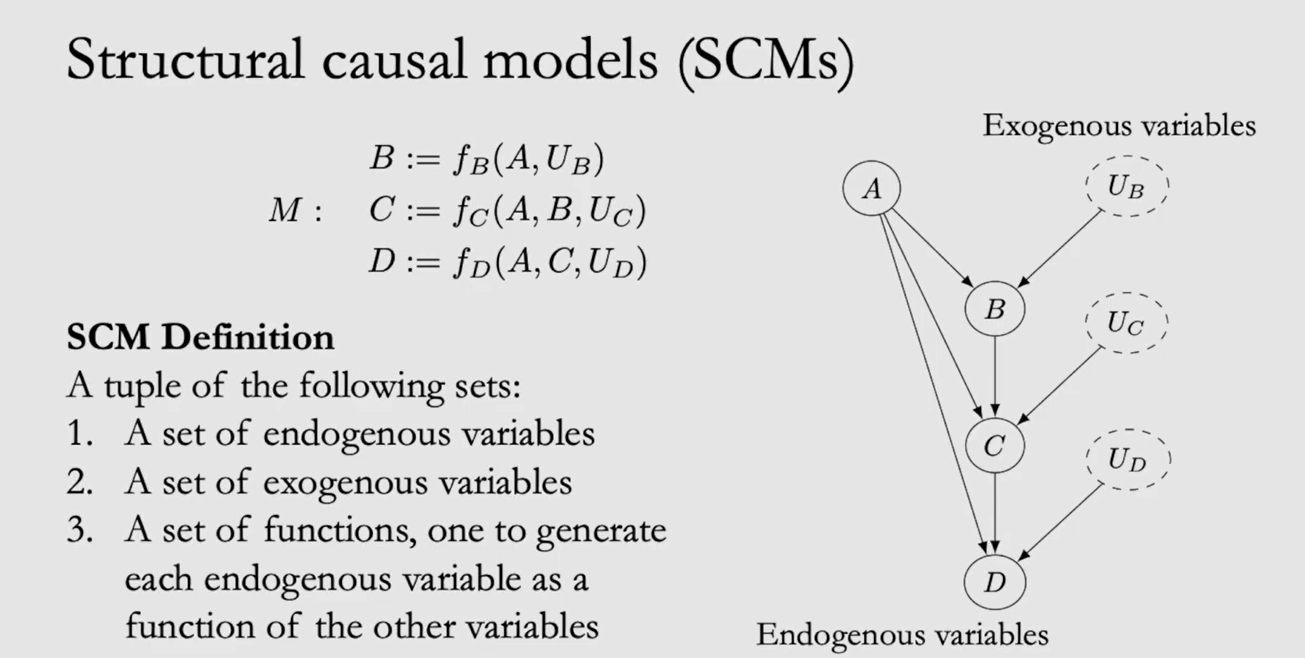 Structural causal models (SCMs)
B := f_B(A, U_B)
M : C := f_C(A, B, U_C)
D := f_D(A, C, U_D)
SCM Definition
A tuple of the following sets:
1. A set of endogenous variables
2. A set of exogenous variables
3. A set of functions, one to generate
each endogenous variable as a
function of the other variables
Exogenous variables
A
U_B
B
U_C
C
U_D
D
Endogenous variables